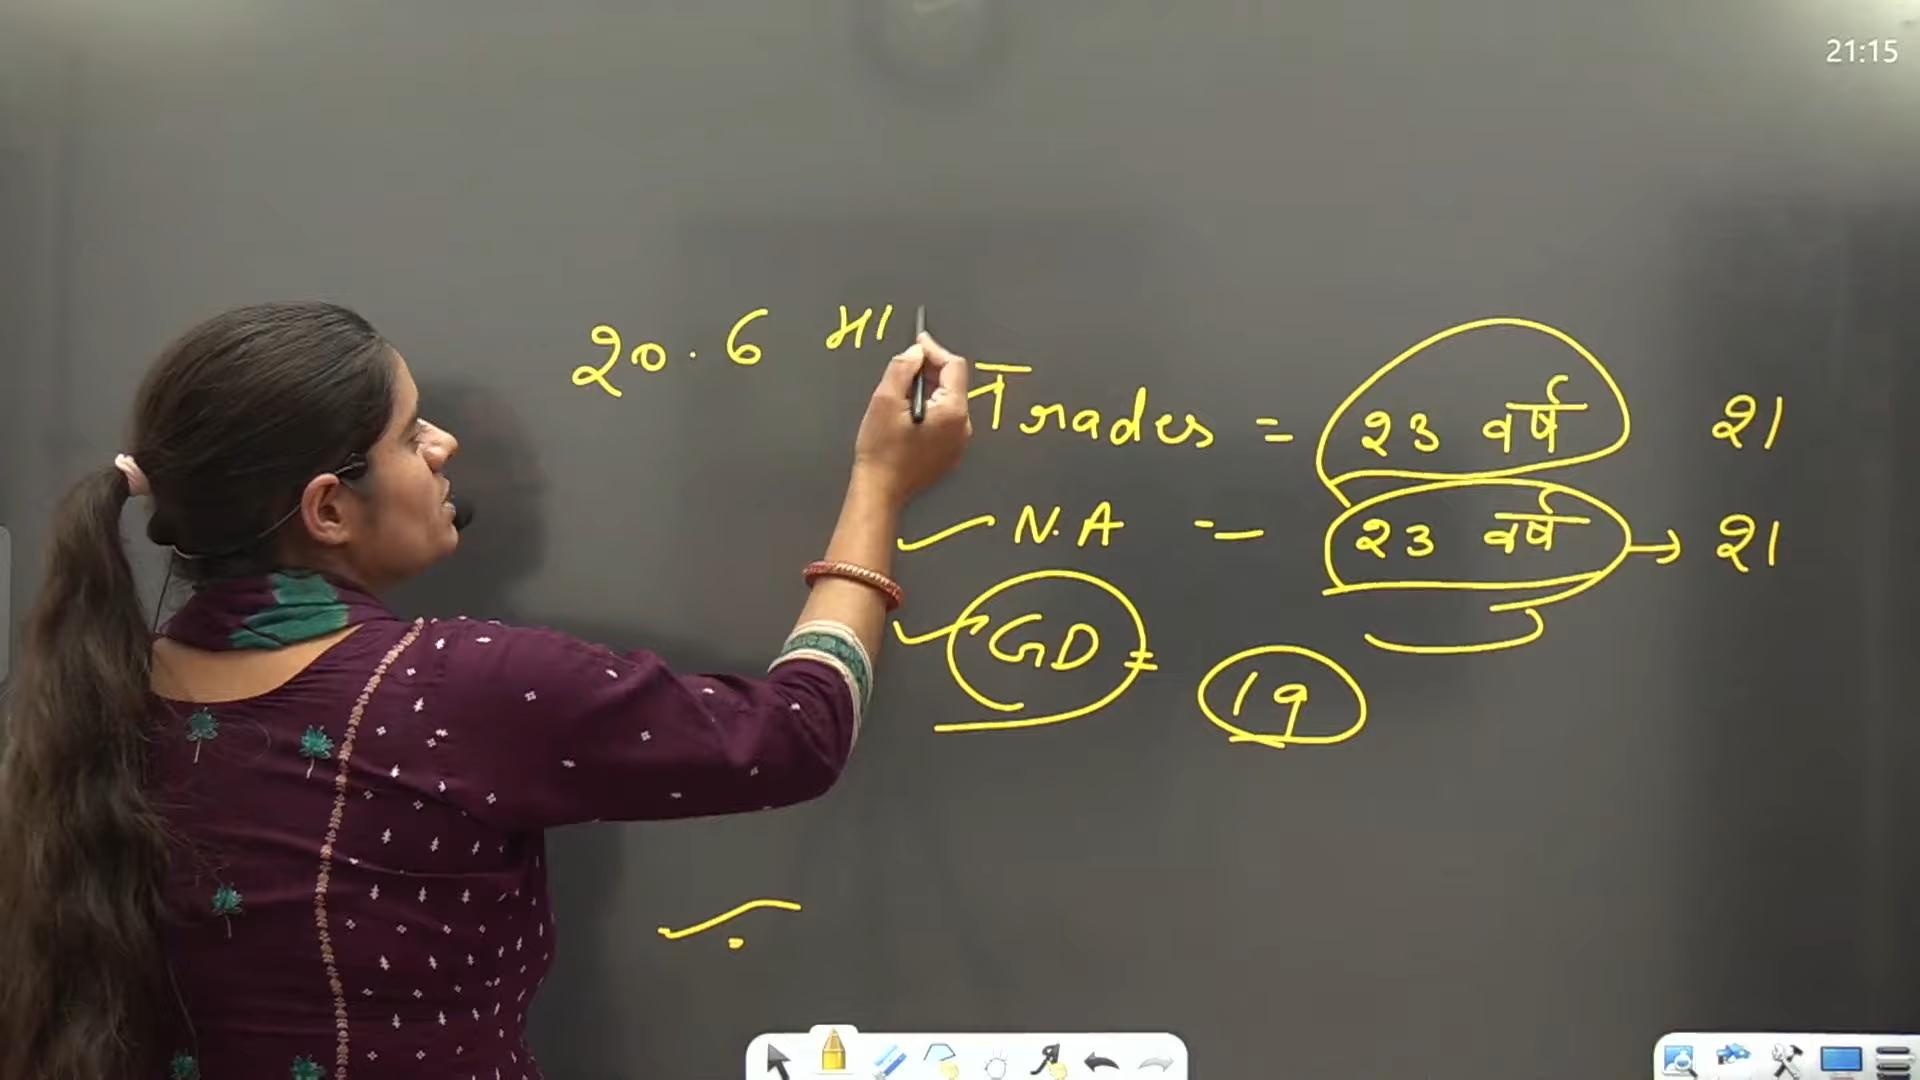 21:15
20.6 मा
Trades = 23 वर्ष 21
N.A = 23 वर्ष → 21
GD = 19